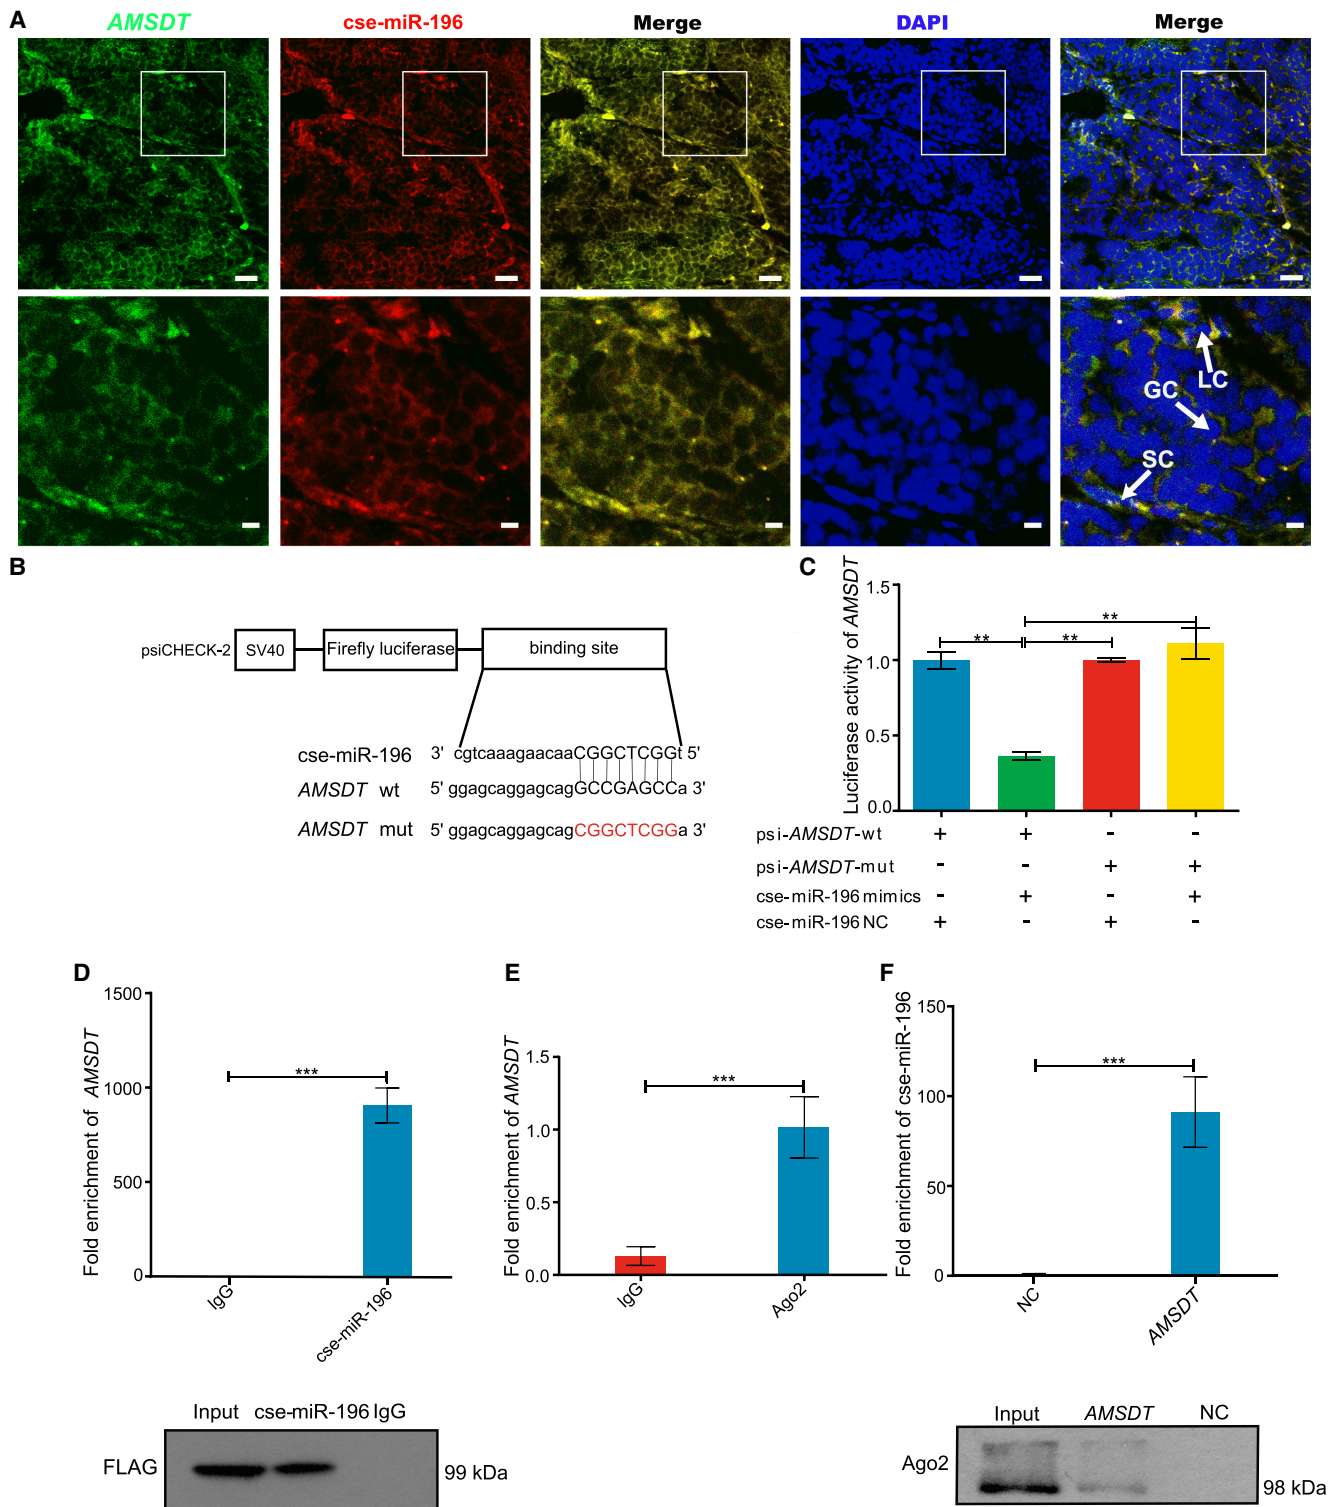 A
AMSDT cse-miR-196 Merge DAPI Merge
LC
GC
SC
B
psiCHECK-2 SV40 Firefly luciferase binding site
cse-miR-196 3' cgtcaaagaacaaCGGCTCGGt 5'
AMSDT wt 5' ggagcaggagcagGCCGAGCCa 3'
AMSDT mut 5' ggagcaggagcagCGGCTCGGa 3'
C
Luciferase activity of AMSDT
1.5
1.0
0.5
0.0
** ** **
psi-AMSDT-wt + + - -
psi-AMSDT-mut - - + +
cse-miR-196 mimics - + - +
cse-miR-196 NC + - + -
D
Fold enrichment of AMSDT
1500
1000
500
0
***
IgG cse-miR-196
Input cse-miR-196 IgG
FLAG 99 kDa
E
Fold enrichment of AMSDT
1.5
1.0
0.5
0.0
***
IgG Ago2
F
Fold enrichment of cse-miR-196
150
100
50
0
***
NC AMSDT
Input AMSDT NC
Ago2 98 kDa